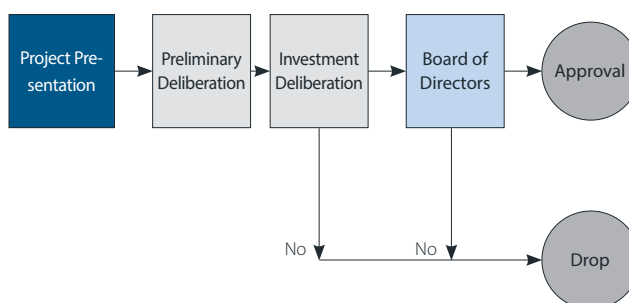 Project Pre-
sentation
Preliminary
Deliberation
Investment
Deliberation
Board of
Directors
Approval
No
No
Drop